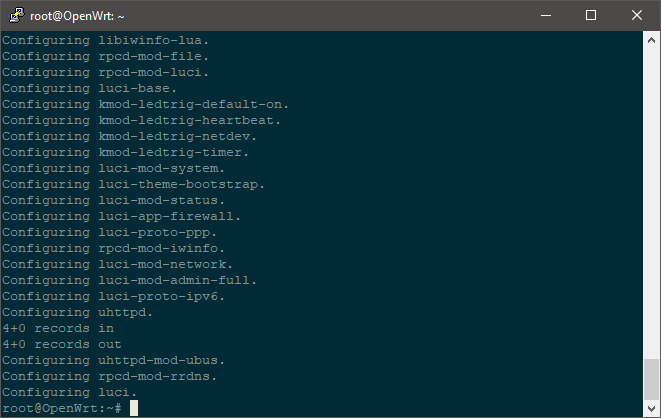 root@OpenWrt: ~
Configuring libiwinfo-lua.
Configuring rpcd-mod-file.
Configuring rpcd-mod-luci.
Configuring luci-base.
Configuring kmod-ledtrig-default-on.
Configuring kmod-ledtrig-heartbeat.
Configuring kmod-ledtrig-netdev.
Configuring kmod-ledtrig-timer.
Configuring luci-mod-system.
Configuring luci-theme-bootstrap.
Configuring luci-mod-status.
Configuring luci-app-firewall.
Configuring luci-proto-ppp.
Configuring rpcd-mod-iwinfo.
Configuring luci-mod-network.
Configuring luci-mod-admin-full.
Configuring luci-proto-ipv6.
Configuring uhttpd.
4+0 records in
4+0 records out
Configuring uhttpd-mod-ubus.
Configuring rpcd-mod-rrdns.
Configuring luci.
root@OpenWrt:~#